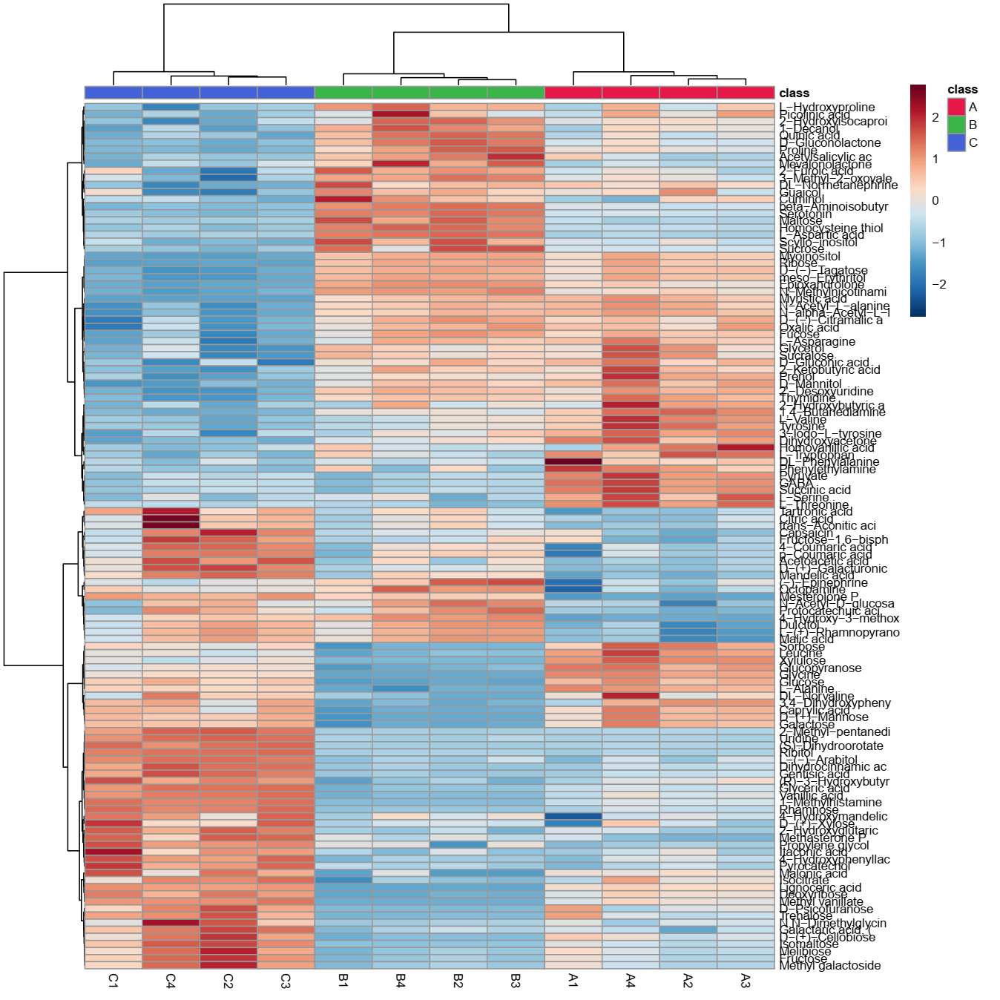 class
L−Hydroxyproline
Picolinic acid
2−Hydroxyisocaproi
1−Decanol
Quinic acid
D−Gluconolactone
Proline
Acetylsalicylic ac
Mevalonolactone
2−Furoic acid
3−Methyl−2−oxovale
DL−Normetanephrine
Guaicol
Cuminol
beta−Aminoisobutyr
Serotonin
Maltose
Homocysteine thiol
L−Aspartic acid
Scyllo−inositol
Sucrose
Myoinositol
Ribose
D−(−)−Tagatose
meso−Erythritol
Epioxandrolone
N−Methylnicotinami
Myristic acid
N−Acetyl−L−alanine
N−alpha−Acetyl−L−l
D−(−)−Citramalic a
Oxalic acid
Fucose
L−Asparagine
Glycerol
Sucralose
D−Gluconic acid
2−Ketobutyric acid
Prenol
D−Mannitol
2'−Desoxyuridine
Thymidine
2−Hydroxybutyric a
1,4−Butanediamine
L−Valine
Tyrosine
3−Iodo−L−tyrosine
Dihydroxyacetone
Homovanillic acid
L−Tryptophan
DL−Phenylalanine
Phenylethylamine
Pyruvate
GABA
Succinic acid
L−Serine
L−Threonine
Tartronic acid
Citric acid
trans−Aconitic aci
Capsaicin
Fructose−1,6−bisph
4−Coumaric acid
p−Coumaric acid
Acetoacetic acid
D−(+)−Galacturonic
Mandelic acid
(−)−Epinephrine
Octopamine
Mesterolone P
N−Acetyl−D−glucosa
Protocatechuic aci
4−Hydroxy−3−methox
Dulcitol
L−(+)−Rhamnopyrano
Malic acid
Sorbose
Leucine
Xylulose
Glucopyranose
Glycine
Glucose
L−Alanine
DL−Norvaline
3,4−Dihydroxypheny
Caprylic acid
D−(+)−Mannose
Galactose
2−Methyl−pentanedi
Uridine
(S)−Dihydroorotate
Ribitol
L−(−)−Arabitol
Dihydrocinnamic ac
Gentisic acid
(R)−3−Hydroxybutyr
Glyceric acid
Vanillic acid
1−Methylhistamine
Rhamnose
4−Hydroxymandelic
D−(+)−Xylose
2−Hydroxyglutaric
Methasterone P
Propylene glycol
Itaconic acid
4−Hydroxyphenyllac
Pyrocatechol
Malonic acid
Isocitrate
Lignoceric acid
Deoxyribose
Methyl vanillate
D−Psicofuranose
Trehalose
N,N−Dimethylglycin
Galactaric acid, (
D−(+)−Cellobiose
Isomaltose
Melibiose
Fructose
Methyl galactoside
C1
C4
C2
C3
B1
B4
B2
B3
A1
A4
A2
A3
2
1
0
−1
−2
class
A
B
C